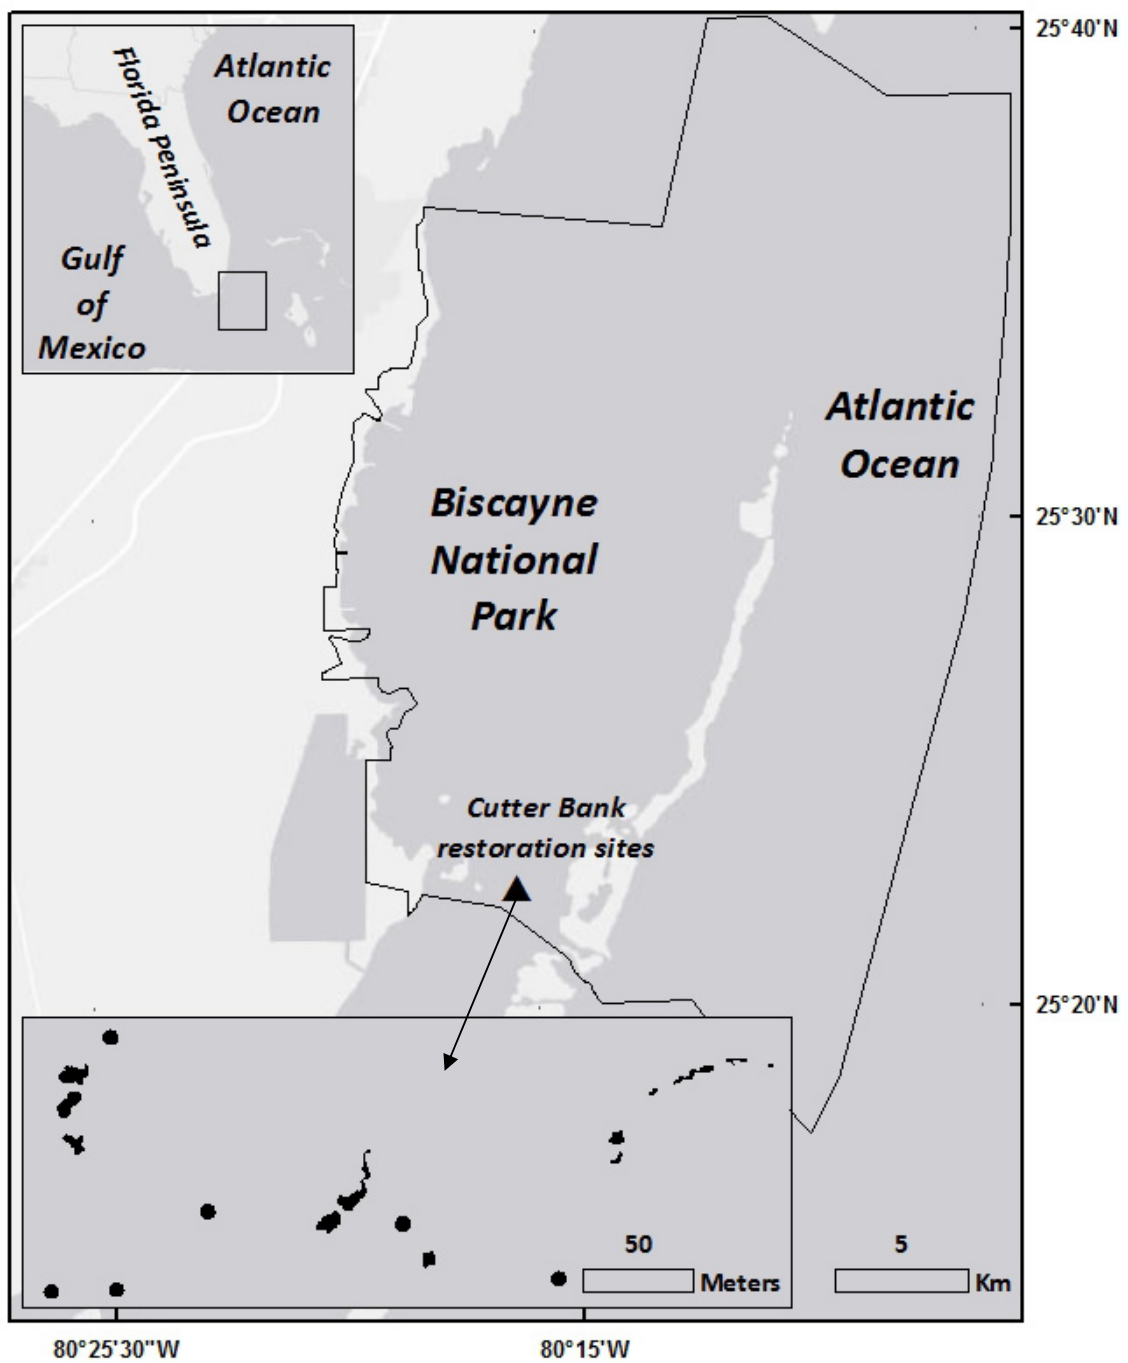 Florida Peninsula
Atlantic
Ocean
Gulf
of
Mexico
25°40'N
Atlantic
Ocean
Biscayne
National
Park
25°30'N
Cutter Bank
restoration sites
25°20'N
50
Meters
5
Km
80°25'30"W
80°15'W